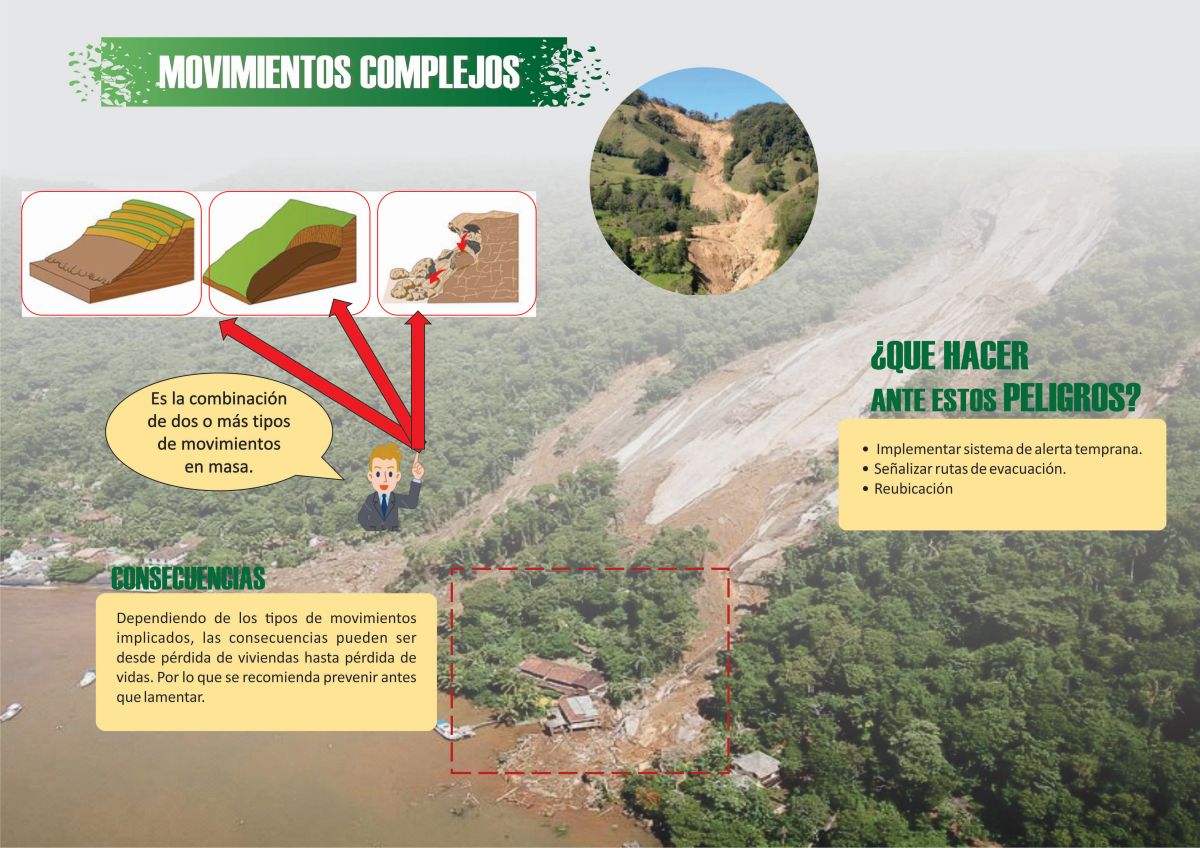 MOVIMIENTOS COMPLEJOS
Es la combinación
de dos o más tipos
de movimientos
en masa.
¿QUE HACER
ANTE ESTOS PELIGROS?
• Implementar sistema de alerta temprana.
• Señalizar rutas de evacuación.
• Reubicación
CONSECUENCIAS
Dependiendo de los tipos de movimientos
implicados, las consecuencias pueden ser
desde pérdida de viviendas hasta pérdida de
vidas. Por lo que se recomienda prevenir antes
que lamentar.